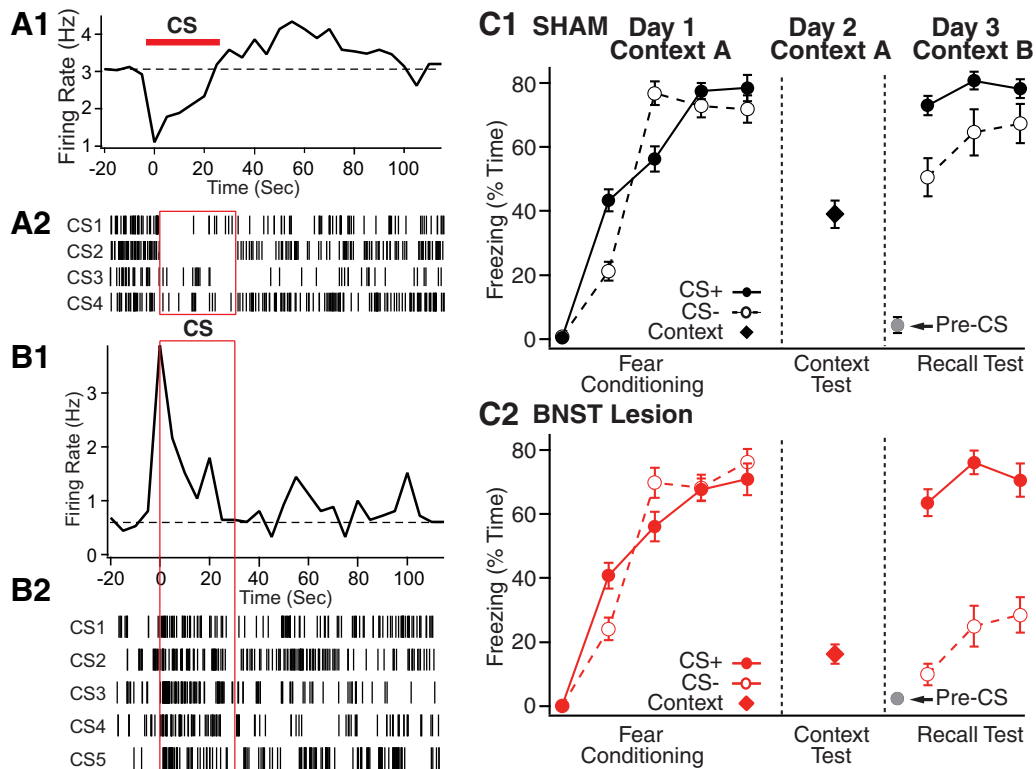 A1
CS
Firing Rate (Hz)
4
3
2
1
-20 0 20 40 60 80 100
Time (Sec)
A2
CS1
CS2
CS3
CS4
CS
B1
Firing Rate (Hz)
3
2
1
0
-20 0 20 40 60 80 100
Time (Sec)
B2
CS1
CS2
CS3
CS4
CS5
C1 SHAM
Day 1
Context A
Day 2
Context A
Day 3
Context B
Freezing (% Time)
80
60
40
20
0
CS+
CS-
Context
Pre-CS
Fear
Conditioning
Context
Test
Recall Test
C2 BNST Lesion
Freezing (% Time)
80
60
40
20
0
CS+
CS-
Context
Pre-CS
Fear
Conditioning
Context
Test
Recall Test